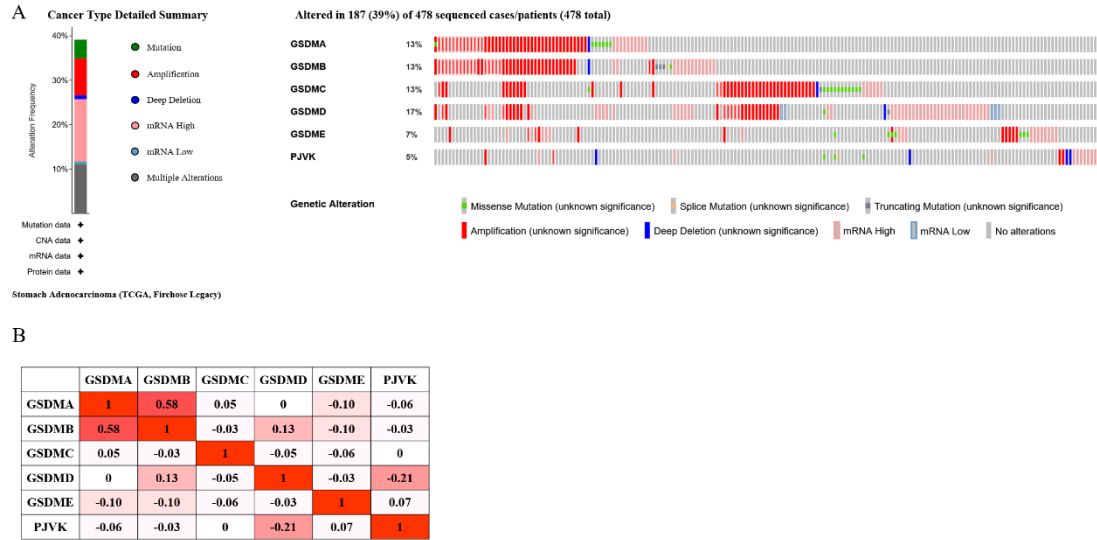 A
Cancer Type Detailed Summary
40%
30%
20%
10%
Alteration Frequency
Mutation
Amplification
Deep Deletion
mRNA High
mRNA Low
Multiple Alterations
Mutation data +
CNA data +
mRNA data +
Protein data +
Stomach Adenocarcinoma (TCGA, Firehose Legacy)
Altered in 187 (39%) of 478 sequenced cases/patients (478 total)
GSDMA 13%
GSDMB 13%
GSDMC 13%
GSDMD 17%
GSDME 7%
PJVK 5%
Genetic Alteration
Missense Mutation (unknown significance) Splice Mutation (unknown significance) Truncating Mutation (unknown significance)
Amplification (unknown significance) Deep Deletion (unknown significance) mRNA High mRNA Low No alterations
B
GSDMA GSDMB GSDMC GSDMD GSDME PJVK
GSDMA 1 0.58 0.05 0 -0.10 -0.06
GSDMB 0.58 1 -0.03 0.13 -0.10 -0.03
GSDMC 0.05 -0.03 1 -0.05 -0.06 0
GSDMD 0 0.13 -0.05 1 -0.03 -0.21
GSDME -0.10 -0.10 -0.06 -0.03 1 0.07
PJVK -0.06 -0.03 0 -0.21 0.07 1